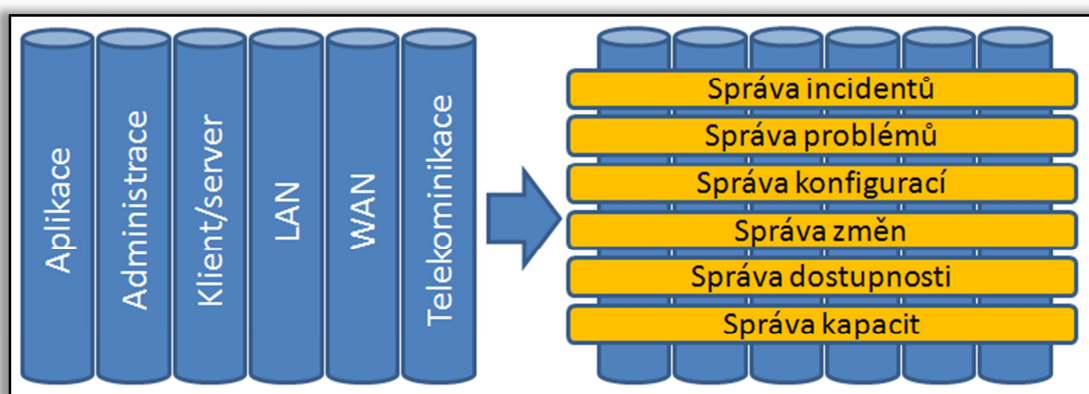 Aplikace
Administrace
Klient/server
LAN
WAN
Telekominikace
Správa incidentů
Správa problémů
Správa konfigurací
Správa změn
Správa dostupnosti
Správa kapacit